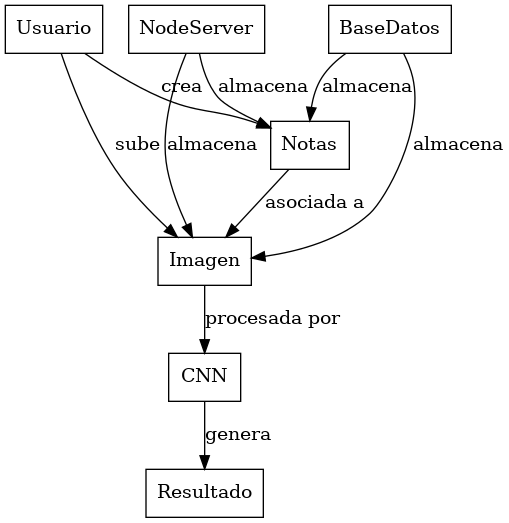 Usuario
NodeServer
BaseDatos
crea
almacena
almacena
Notas
sube
almacena
almacena
asociada a
Imagen
procesada por
CNN
genera
Resultado